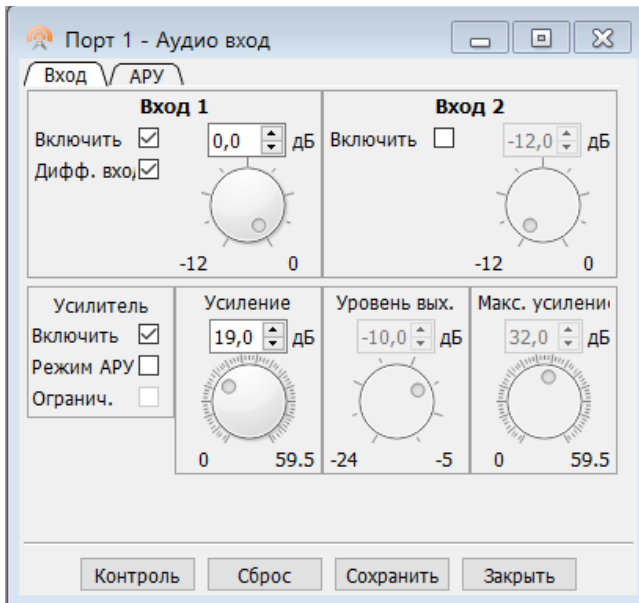 Порт 1 - Аудио вход
Вход АРУ
Вход 1
Включить 0,0 дБ
Дифф. вхо,
-12 0
Вход 2
Включить -12,0 дБ
-12 0
Усилитель
Включить
Режим АРУ
Огранич.
Усиление
19,0 дБ
0 59.5
Уровень вых.
-10,0 дБ
-24 -5
Макс. усилени
32,0 дБ
0 59.5
Контроль Сброс Сохранить Закрыть